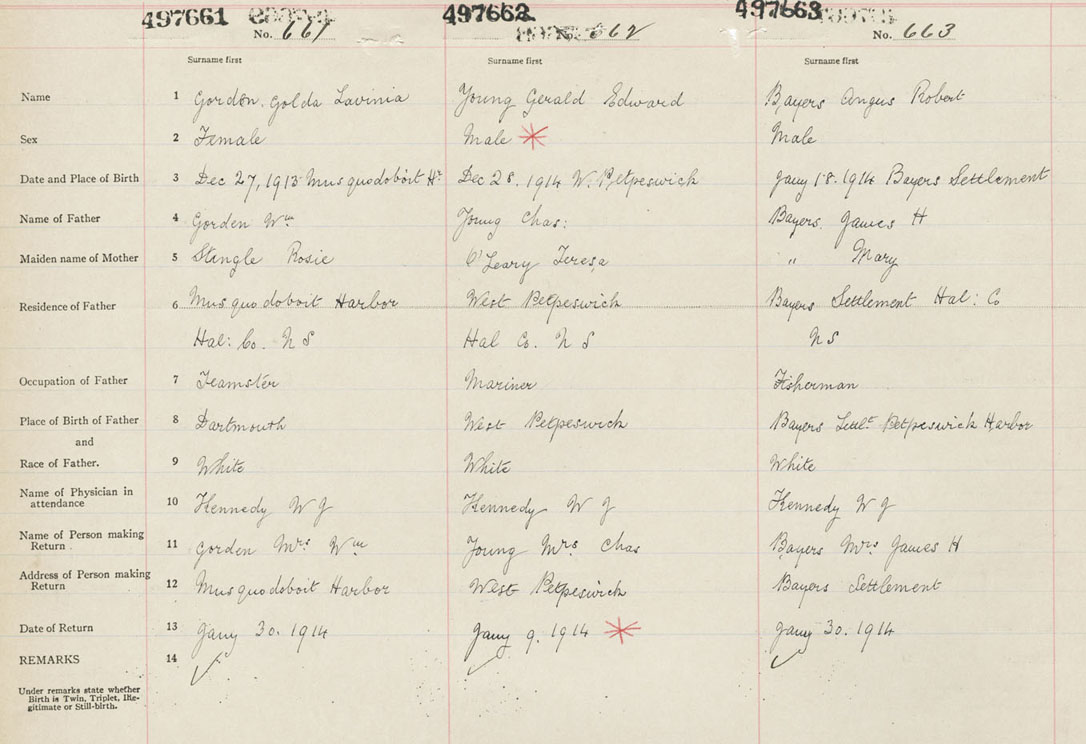 497661 497662 497663
No. 661 No. 662 No. 663
Surname first Surname first Surname first
Name 1 Gorden. Golda Lavinia Young Gerald Edward Bayers Angus Robert
Sex 2 Female Male * Male
Date and Place of Birth 3 Dec 27, 1913 Musquodoboit Hr Dec 28. 1914 W. Petpeswick Jany 18. 1914 Bayers Settlement
Name of Father 4 Gorden Wm Young Chas: Bayers. James H
Maiden name of Mother 5 Stingle Rosie O'Leary Teresa " Mary
Residence of Father 6 Musquodoboit Harbor West Petpeswick Bayers Settlement Hal: Co
Hal: Co. N S Hal Co. N S N S
Occupation of Father 7 Teamster Mariner Fisherman
Place of Birth of Father 8 Dartmouth West Petpeswick Bayers Settlt Petpeswick Harbor
and
Race of Father. 9 White White White
Name of Physician in
attendance 10 Kennedy W J Kennedy W J Kennedy W J
Name of Person making
Return 11 Gorden Mrs Wm Young Mrs Chas Bayers Mrs James H
Address of Person making
Return 12 Musquodoboit Harbor West Petpeswick Bayers Settlement
Date of Return 13 Jany 30. 1914 Jany 9. 1914 * Jany 30. 1914
REMARKS 14
Under remarks state whether
Birth is Twin, Triplet, Ille-
gitimate or Still-birth.